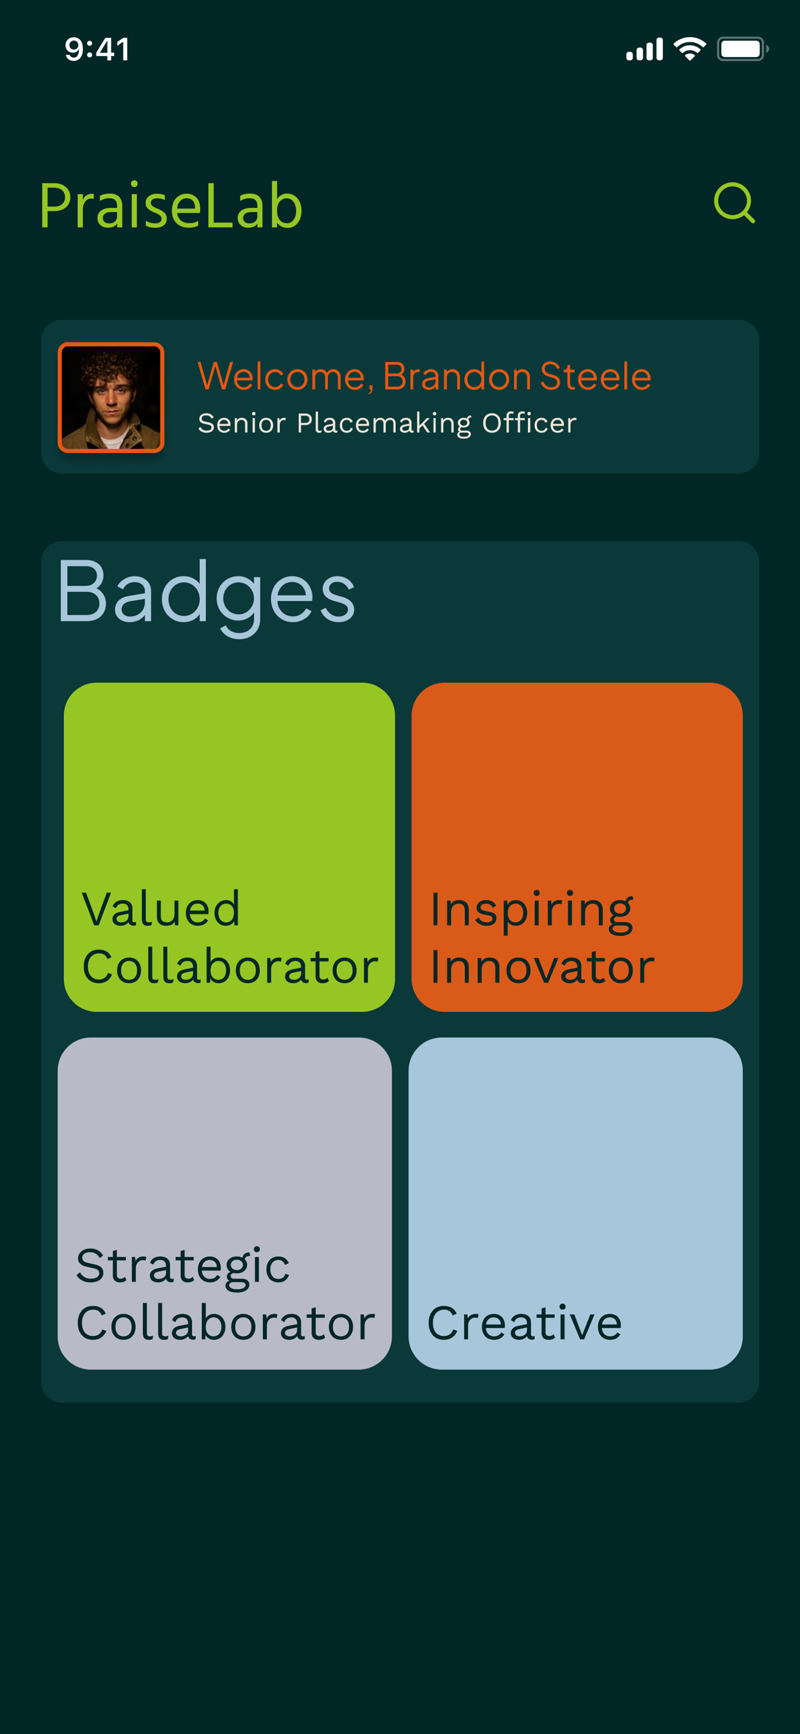 9:41
PraiseLab
Welcome, Brandon Steele
Senior Placemaking Officer
Badges
Valued
Collaborator
Inspiring
Innovator
Strategic
Collaborator
Creative